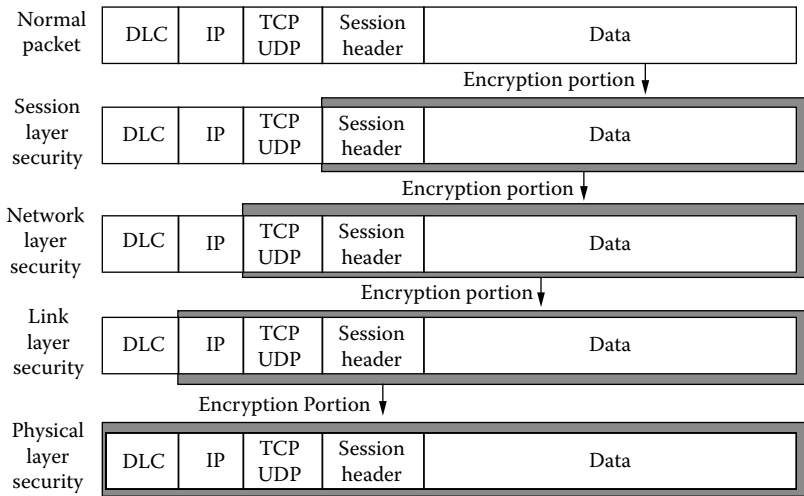 Normal packet
DLC IP TCP UDP Session header Data
Encryption portion
Session layer security
DLC IP TCP UDP Session header Data
Encryption portion
Network layer security
DLC IP TCP UDP Session header Data
Encryption portion
Link layer security
DLC IP TCP UDP Session header Data
Encryption Portion
Physical layer security
DLC IP TCP UDP Session header Data